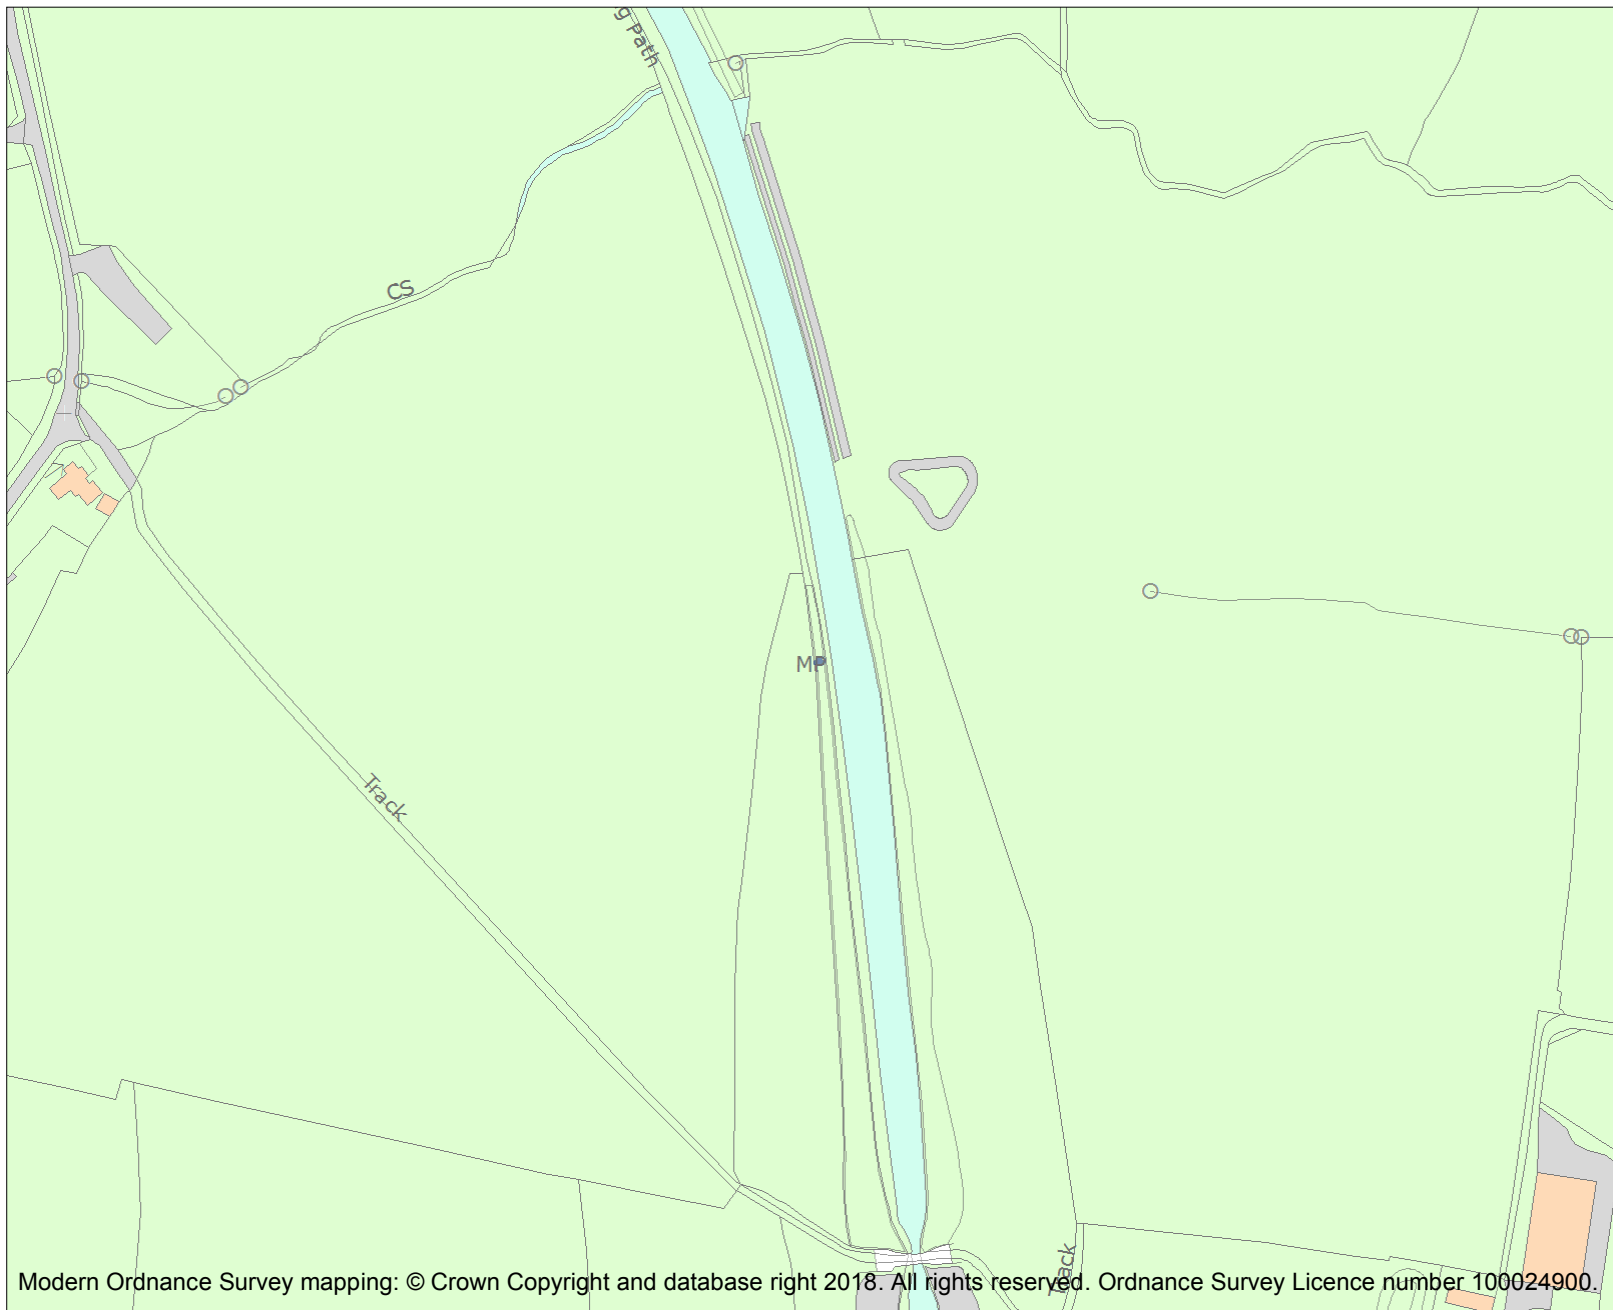 g Path
CS
MP
Track
Track
Modern Ordnance Survey mapping: © Crown Copyright and database right 2018. All rights reserved. Ordnance Survey Licence number 100024900.